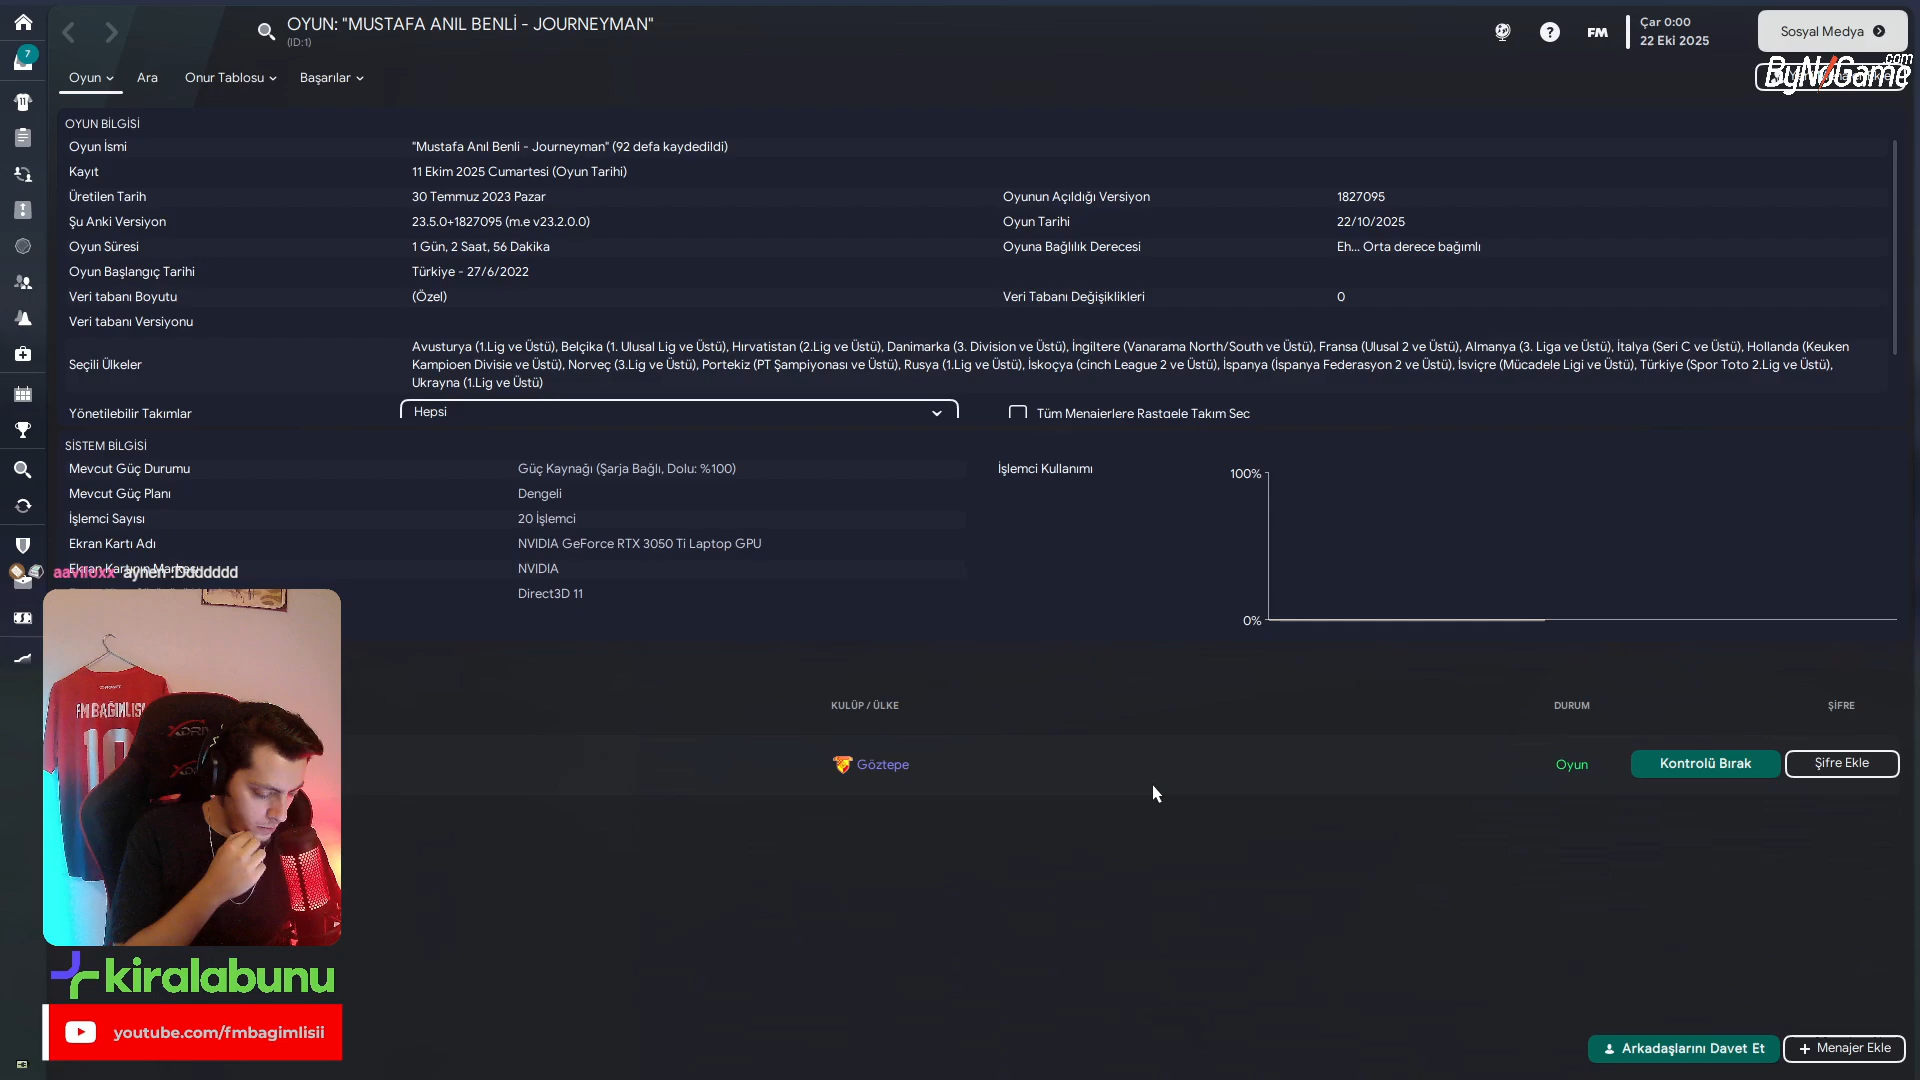 OYUN: "MUSTAFA ANIL BENLİ - JOURNEYMAN"
(ID:1)
FM
Çar 0:00
22 Eki 2025
Sosyal Medya
7
Oyun
Ara
Onur Tablosu
Başarılar
ByNoGame
.com
OYUN BİLGİSİ
Oyun İsmi "Mustafa Anıl Benli - Journeyman" (92 defa kaydedildi)
Kayıt 11 Ekim 2025 Cumartesi (Oyun Tarihi)
Üretilen Tarih 30 Temmuz 2023 Pazar Oyunun Açıldığı Versiyon 1827095
Şu Anki Versiyon 23.5.0+1827095 (m.e v23.2.0.0) Oyun Tarihi 22/10/2025
Oyun Süresi 1 Gün, 2 Saat, 56 Dakika Oyuna Bağlılık Derecesi Eh... Orta derece bağımlı
Oyun Başlangıç Tarihi Türkiye - 27/6/2022
Veri tabanı Boyutu (Özel) Veri Tabanı Değişiklikleri 0
Veri tabanı Versiyonu
Seçili Ülkeler
Avusturya (1.Lig ve Üstü), Belçika (1. Ulusal Lig ve Üstü), Hırvatistan (2.Lig ve Üstü), Danimarka (3. Division ve Üstü), İngiltere (Vanarama North/South ve Üstü), Fransa (Ulusal 2 ve Üstü), Almanya (3. Liga ve Üstü), İtalya (Seri C ve Üstü), Hollanda (Keuken
Kampioen Divisie ve Üstü), Norveç (3.Lig ve Üstü), Portekiz (PT Şampiyonası ve Üstü), Rusya (1.Lig ve Üstü), İskoçya (cinch League 2 ve Üstü), İspanya (İspanya Federasyon 2 ve Üstü), İsviçre (Mücadele Ligi ve Üstü), Türkiye (Spor Toto 2.Lig ve Üstü),
Ukrayna (1.Lig ve Üstü)
Yönetilebilir Takımlar Hepsi Tüm Menajerlere Rastgele Takım Seç
SİSTEM BİLGİSİ
Mevcut Güç Durumu Güç Kaynağı (Şarja Bağlı, Dolu: %100) İşlemci Kullanımı 100%
Mevcut Güç Planı Dengeli
İşlemci Sayısı 20 İşlemci
Ekran Kartı Adı NVIDIA GeForce RTX 3050 Ti Laptop GPU
Ekran Kartının Markası NVIDIA
aaviloxx aynen :Ddddddd
Direct3D 11
0%
KULÜP / ÜLKE DURUM ŞİFRE
Göztepe Oyun Kontrolü Bırak Şifre Ekle
FM BAĞIMLISI
10
kiralabunu
youtube.com/fmbagimlisii
Arkadaşlarını Davet Et
+ Menajer Ekle